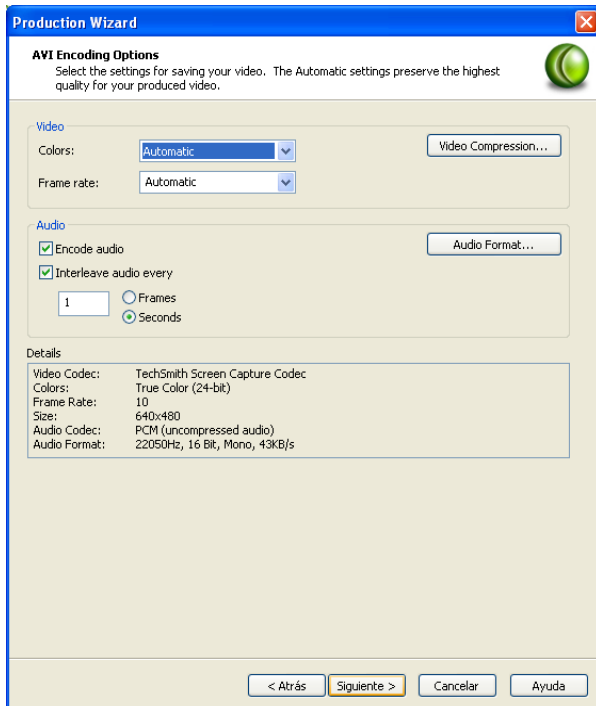 Production Wizard
AVI Encoding Options
Select the settings for saving your video. The Automatic settings preserve the highest
quality for your produced video.
Video
Colors: Automatic Video Compression...
Frame rate: Automatic
Audio
Encode audio Audio Format...
Interleave audio every
1 Frames
Seconds
Details
Video Codec: TechSmith Screen Capture Codec
Colors: True Color (24-bit)
Frame Rate: 10
Size: 640x480
Audio Codec: PCM (uncompressed audio)
Audio Format: 22050Hz, 16 Bit, Mono, 43KB/s
< Atrás Siguiente > Cancelar Ayuda